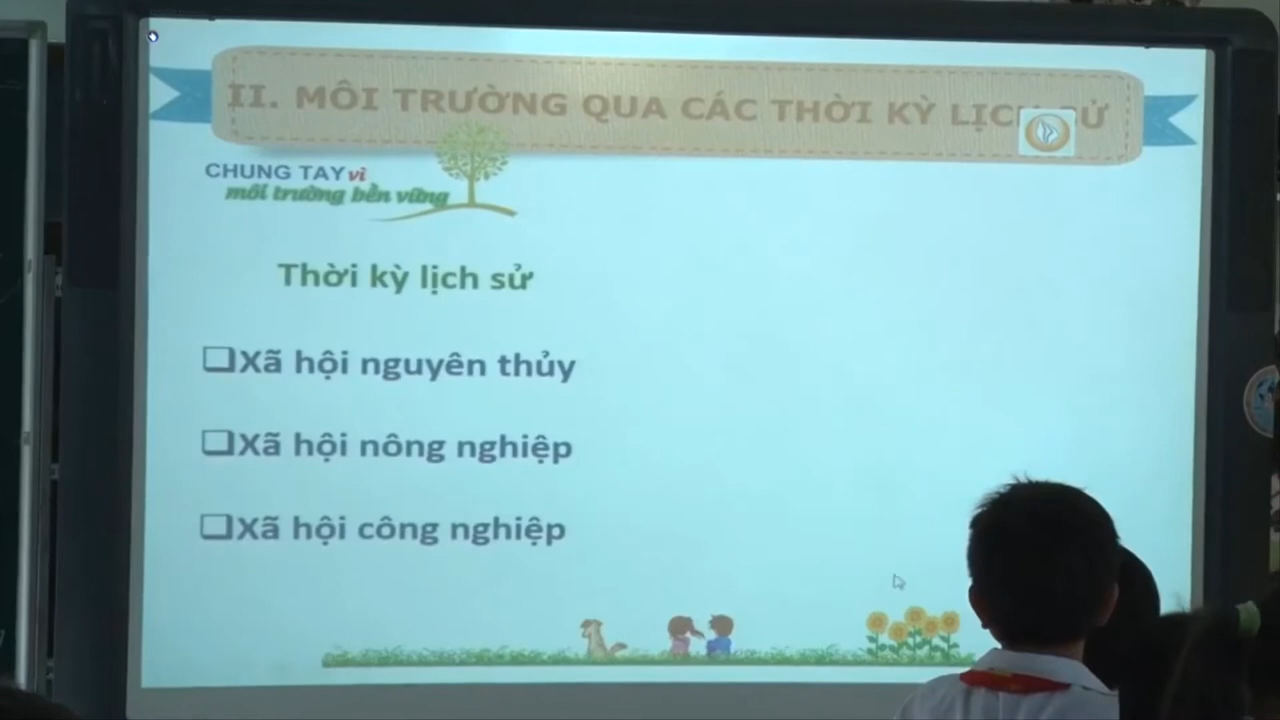 II. MÔI TRƯỜNG QUA CÁC THỜI KỲ LỊCH SỬ
CHUNG TAY vì
môi trường bền vững
Thời kỳ lịch sử
❑Xã hội nguyên thủy
❑Xã hội nông nghiệp
❑Xã hội công nghiệp